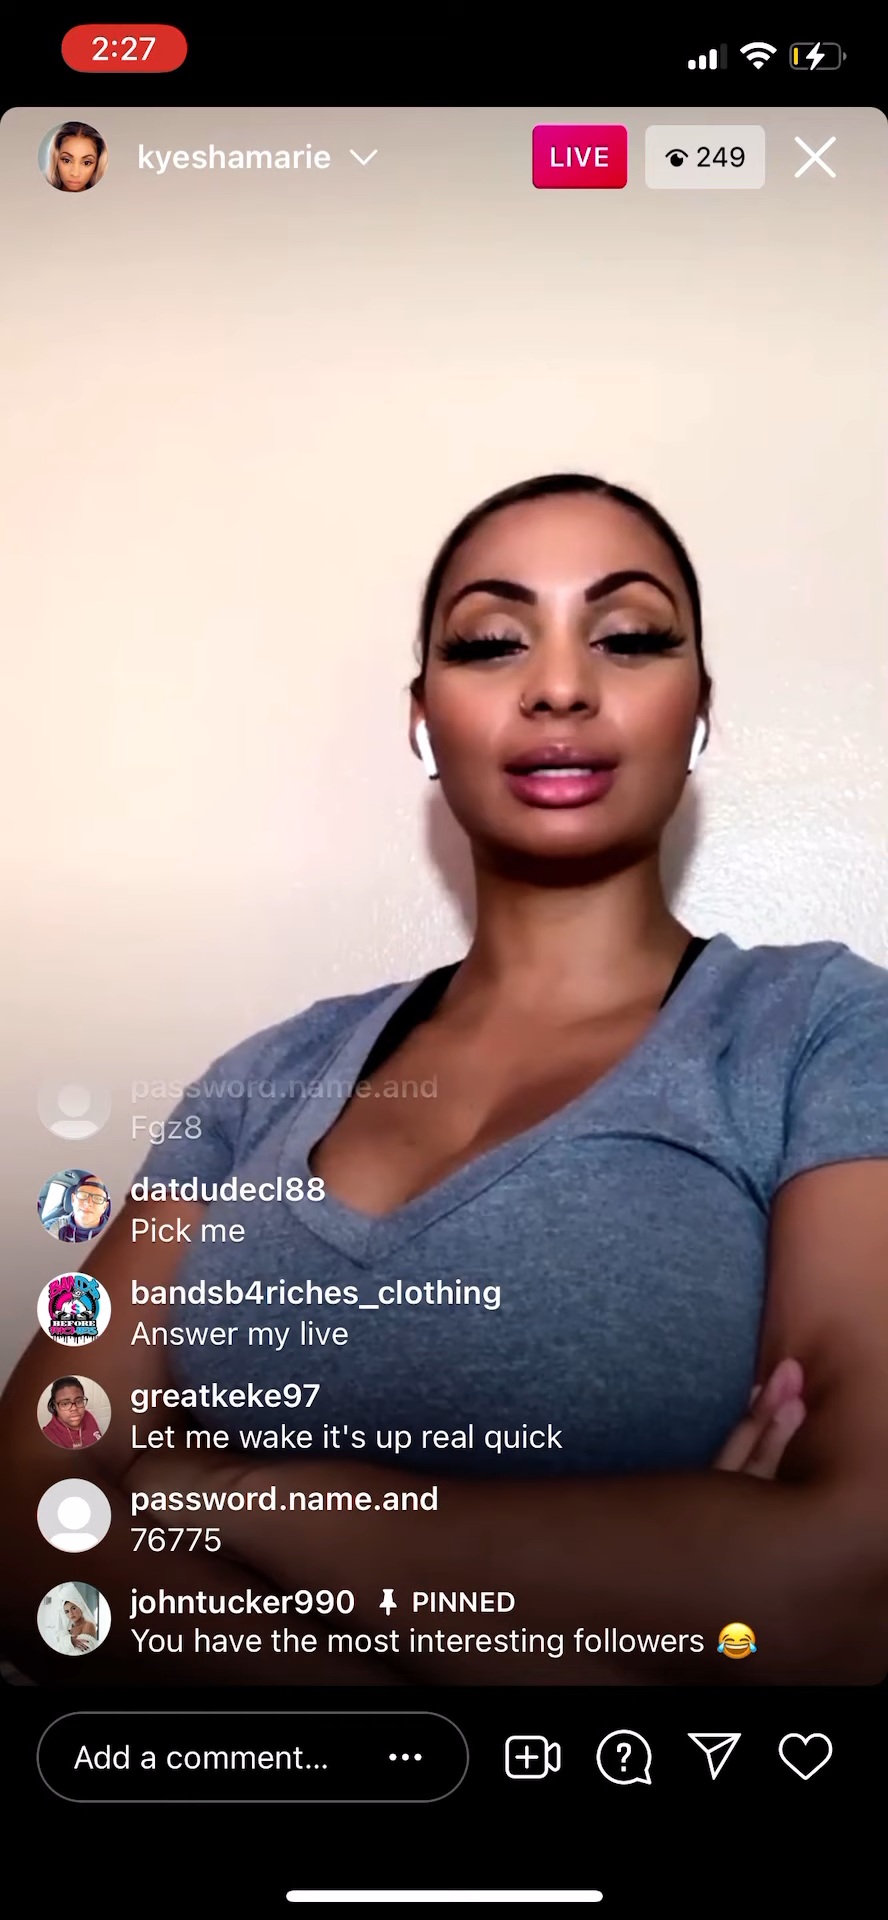 2:27
kyeshamarie
LIVE
249
password.name.and
Fgz8
datdudecl88
Pick me
bandsb4riches_clothing
Answer my live
greatkeke97
Let me wake it's up real quick
password.name.and
76775
johntucker990 PINNED
You have the most interesting followers 😂
Add a comment...